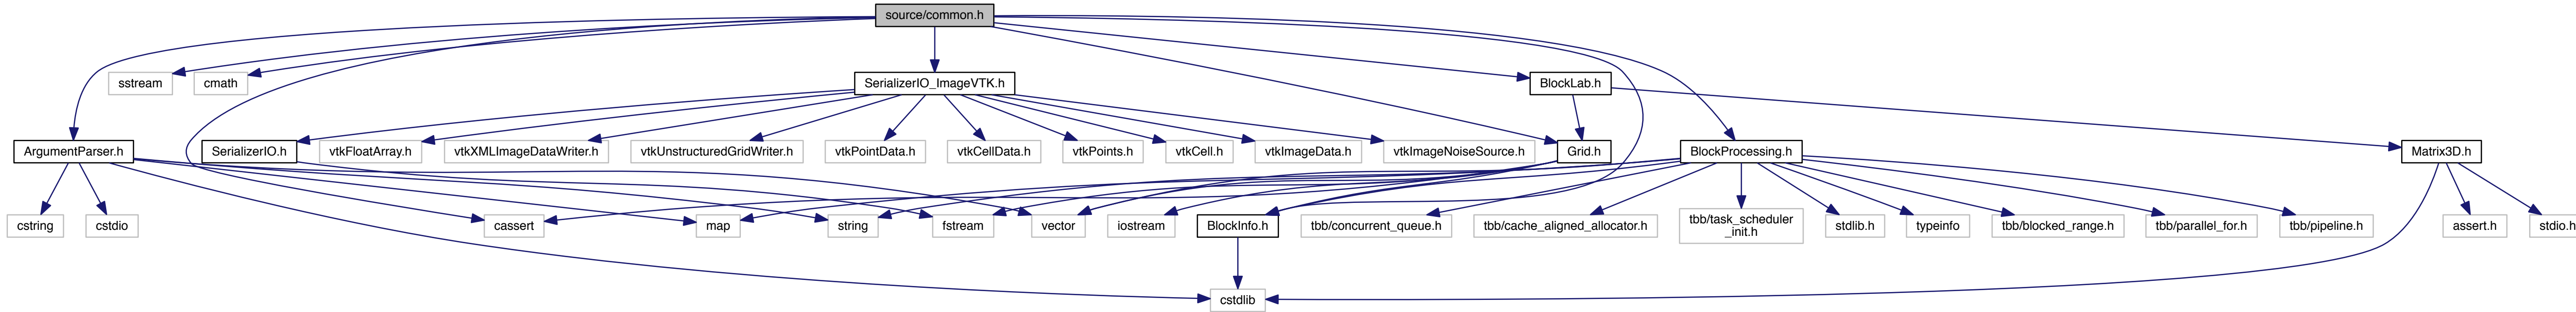 source/common.h
sstream
cmath
SerializerIO_ImageVTK.h
BlockLab.h
ArgumentParser.h
SerializerIO.h
vtkFloatArray.h
vtkXMLImageDataWriter.h
vtkUnstructuredGridWriter.h
vtkPointData.h
vtkCellData.h
vtkPoints.h
vtkCell.h
vtkImageData.h
vtkImageNoiseSource.h
Grid.h
BlockProcessing.h
Matrix3D.h
cstring
cstdio
cassert
map
string
fstream
vector
iostream
BlockInfo.h
tbb/concurrent_queue.h
tbb/cache_aligned_allocator.h
tbb/task_scheduler
_init.h
stdlib.h
typeinfo
tbb/blocked_range.h
tbb/parallel_for.h
tbb/pipeline.h
assert.h
stdio.h
cstdlib